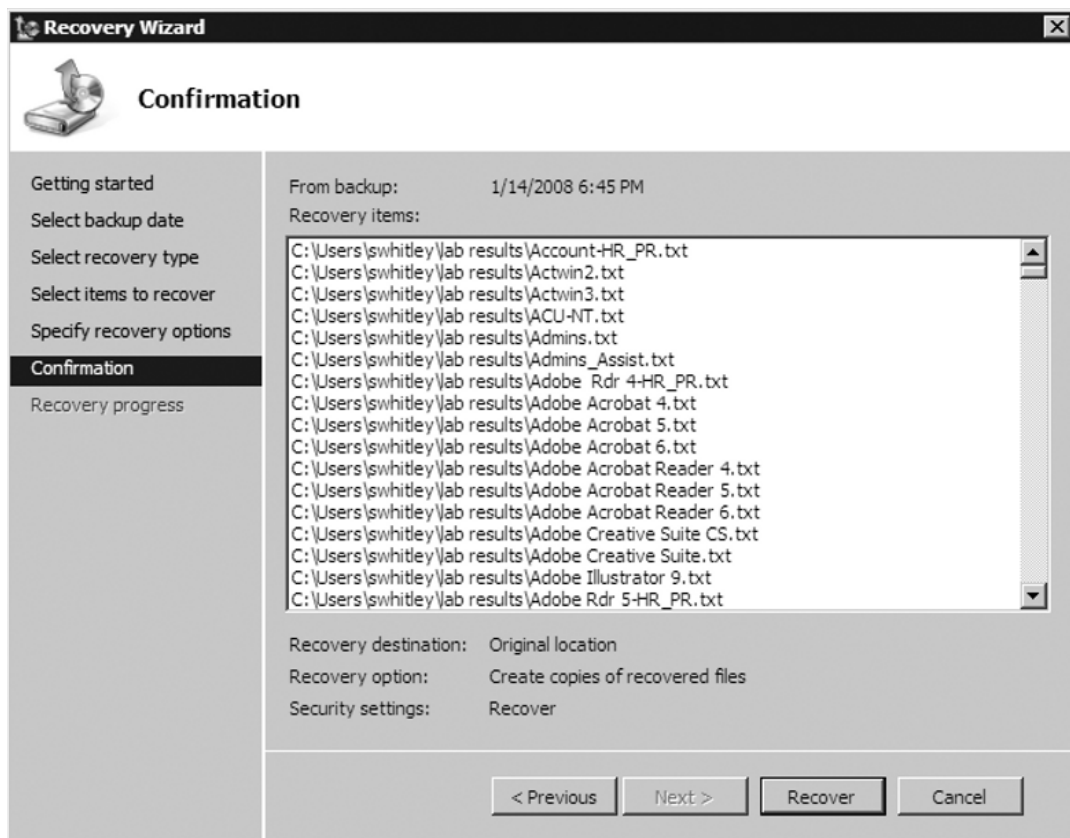 Recovery Wizard
Confirmation
Getting started
Select backup date
Select recovery type
Select items to recover
Specify recovery options
Confirmation
Recovery progress
From backup: 1/14/2008 6:45 PM
Recovery items:
C:\Users\swhitley\lab results\Account-HR_PR.txt
C:\Users\swhitley\lab results\Actwin2.txt
C:\Users\swhitley\lab results\Actwin3.txt
C:\Users\swhitley\lab results\ACU-NT.txt
C:\Users\swhitley\lab results\Admins.txt
C:\Users\swhitley\lab results\Admins_Assist.txt
C:\Users\swhitley\lab results\Adobe  Rdr 4-HR_PR.txt
C:\Users\swhitley\lab results\Adobe Acrobat 4.txt
C:\Users\swhitley\lab results\Adobe Acrobat 5.txt
C:\Users\swhitley\lab results\Adobe Acrobat 6.txt
C:\Users\swhitley\lab results\Adobe Acrobat Reader 4.txt
C:\Users\swhitley\lab results\Adobe Acrobat Reader 5.txt
C:\Users\swhitley\lab results\Adobe Acrobat Reader 6.txt
C:\Users\swhitley\lab results\Adobe Creative Suite CS.txt
C:\Users\swhitley\lab results\Adobe Creative Suite.txt
C:\Users\swhitley\lab results\Adobe Illustrator 9.txt
C:\Users\swhitley\lab results\Adobe Rdr 5-HR_PR.txt
Recovery destination: Original location
Recovery option: Create copies of recovered files
Security settings: Recover
< Previous Next > Recover Cancel